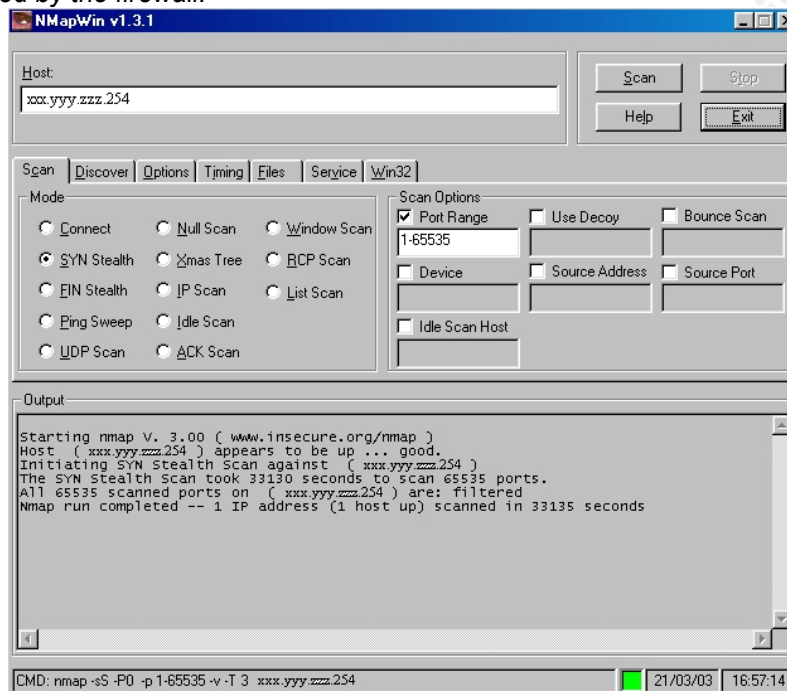 ed by the firewall.
NMapWin v1.3.1
Host:
xxx.yyy.zzz.254
Scan Stop
Help Exit
Scan Discover Options Timing Files Service Win32
Mode
Connect Null Scan Window Scan
SYN Stealth Xmas Tree RCP Scan
FIN Stealth IP Scan List Scan
Ping Sweep Idle Scan
UDP Scan ACK Scan
Scan Options
Port Range Use Decoy Bounce Scan
1-65535
Device Source Address Source Port
Idle Scan Host
Output
Starting nmap V. 3.00 ( www.insecure.org/nmap )
Host ( xxx.yyy.zzz.254 ) appears to be up ... good.
Initiating SYN Stealth Scan against ( xxx.yyy.zzz.254 )
The SYN Stealth Scan took 33130 seconds to scan 65535 ports.
All 65535 scanned ports on ( xxx.yyy.zzz.254 ) are: filtered
Nmap run completed -- 1 IP address (1 host up) scanned in 33135 seconds
CMD: nmap -sS -P0 -p 1-65535 -v -T 3 xxx.yyy.zzz.254 21/03/03 16:57:14